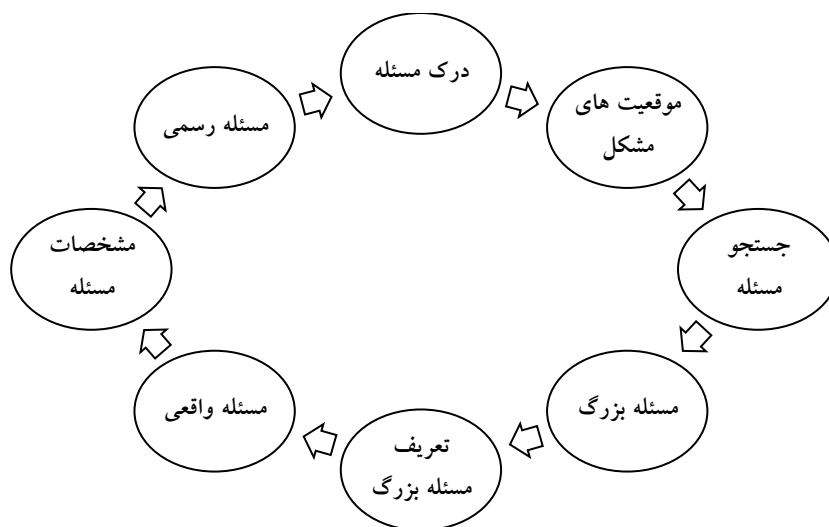 درک مسئله
موقعیت های
مشکل
جستجو
مسئله
مسئله بزرگ
تعریف
مسئله بزرگ
مسئله واقعی
مشخصات
مسئله
مسئله رسمی